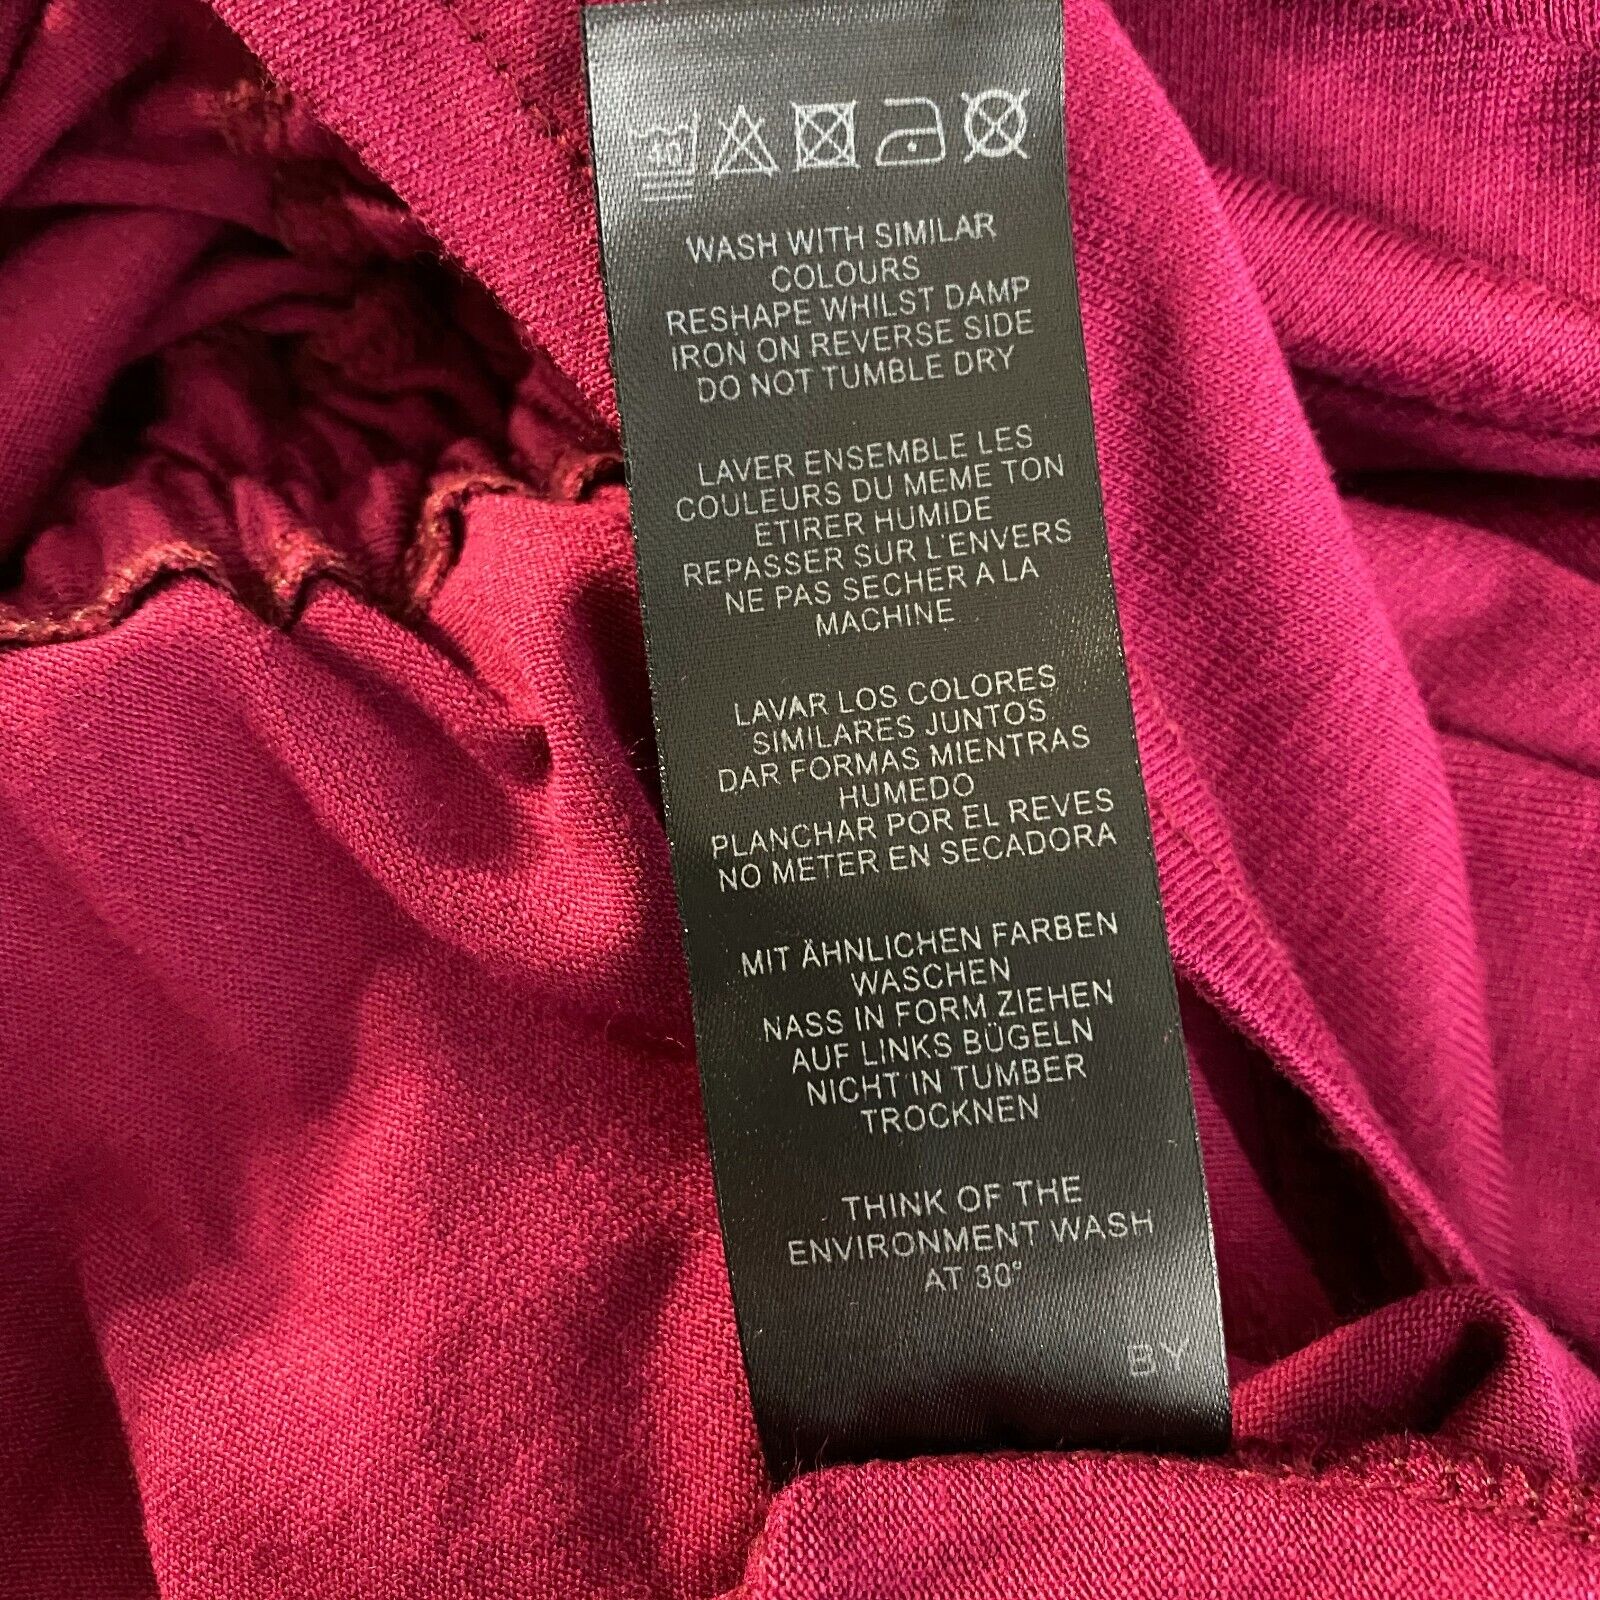 40
WASH WITH SIMILAR
COLOURS
RESHAPE WHILST DAMP
IRON ON REVERSE SIDE
DO NOT TUMBLE DRY
LAVER ENSEMBLE LES
COULEURS DU MEME TON
ETIRER HUMIDE
REPASSER SUR L'ENVERS
NE PAS SECHER A LA
MACHINE
LAVAR LOS COLORES
SIMILARES JUNTOS
DAR FORMAS MIENTRAS
HUMEDO
PLANCHAR POR EL REVES
NO METER EN SECADORA
MIT ÄHNLICHEN FARBEN
WASCHEN
NASS IN FORM ZIEHEN
AUF LINKS BÜGELN
NICHT IN TUMBER
TROCKNEN
THINK OF THE
ENVIRONMENT WASH
AT 30°
BY